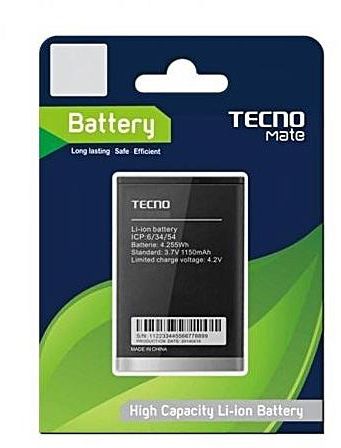 Battery
Long lasting Safe Efficient
TECNO
Mate
TECNO
Li-ion battery
ICP:6/34/54
Batterie: 4.255Wh
Standard: 3.7V 1150mAh
Limited charge voltage: 4.2V
S/N: 1122334455667788899
MADE IN CHINA
High Capacity Li-ion Battery